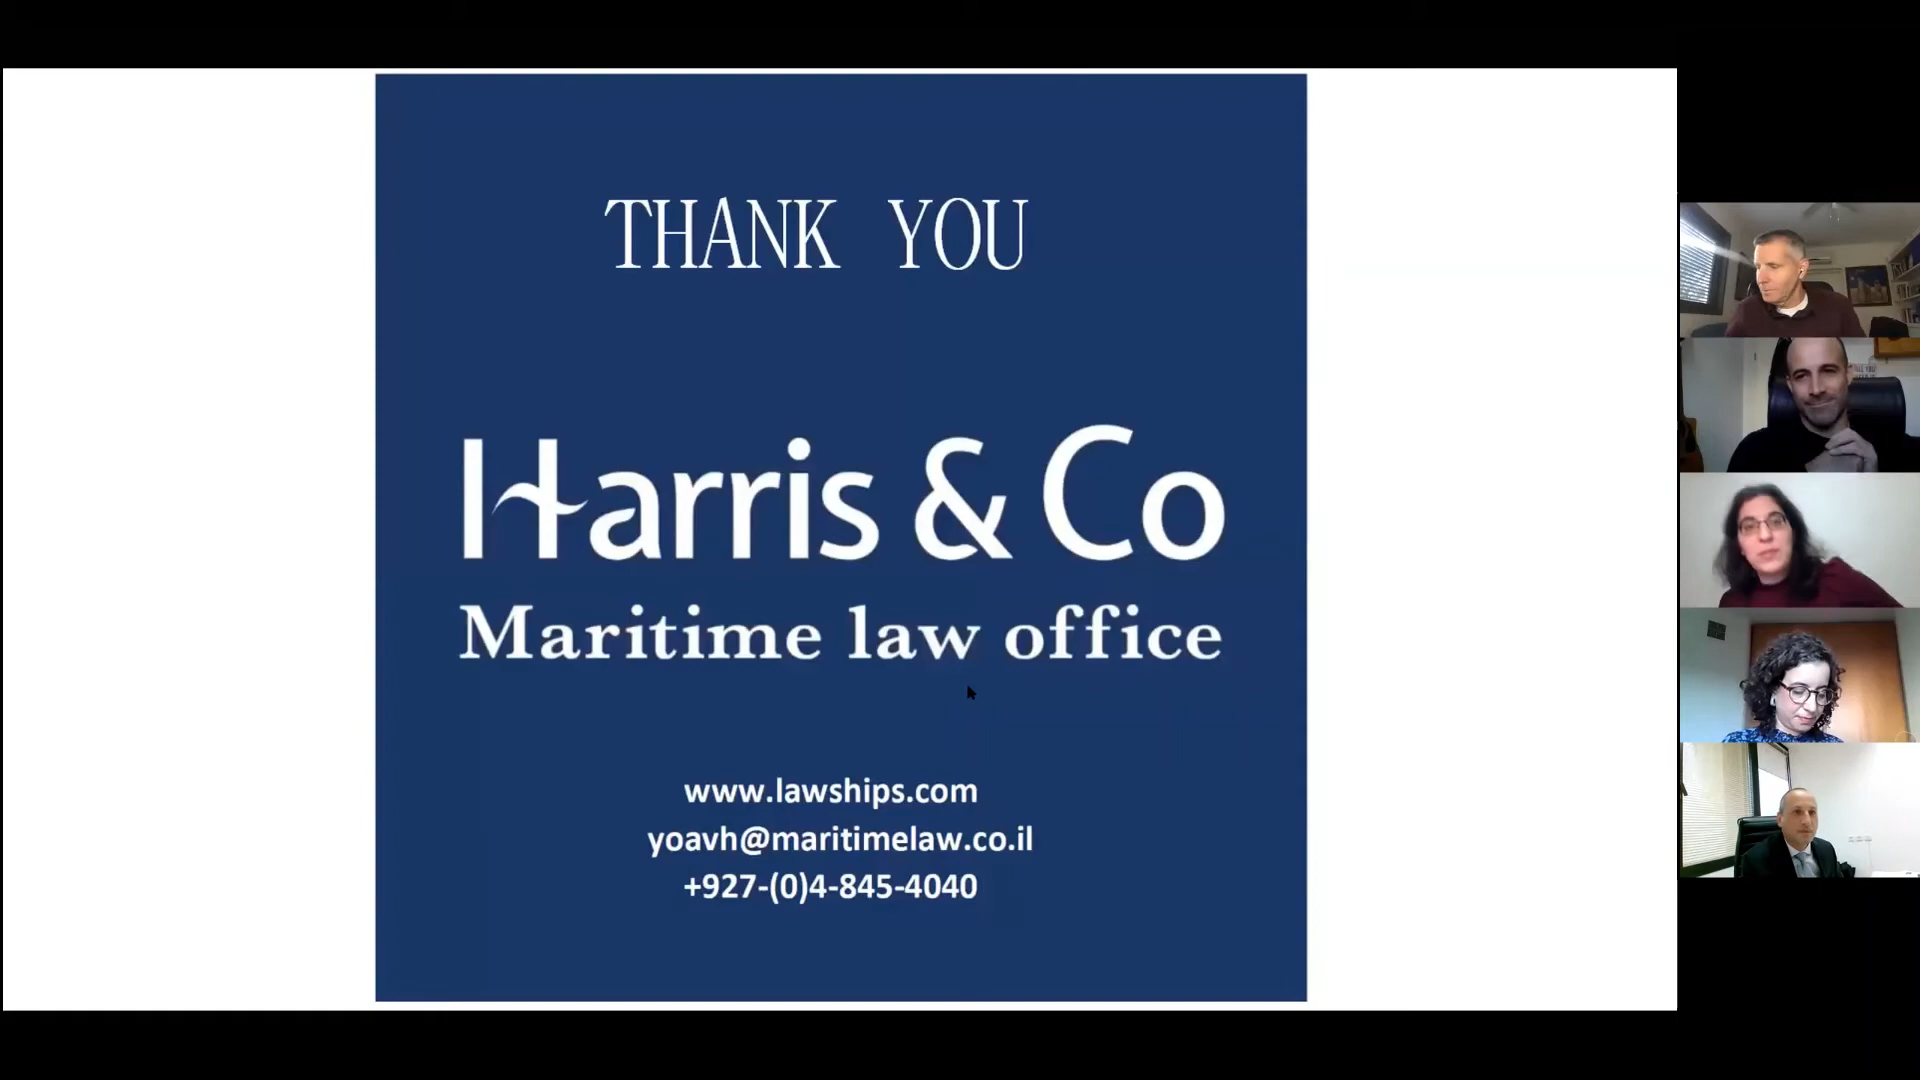 THANK YOU
Harris & Co
Maritime law office
www.lawships.com
yoavh@maritimelaw.co.il
+927-(0)4-845-4040